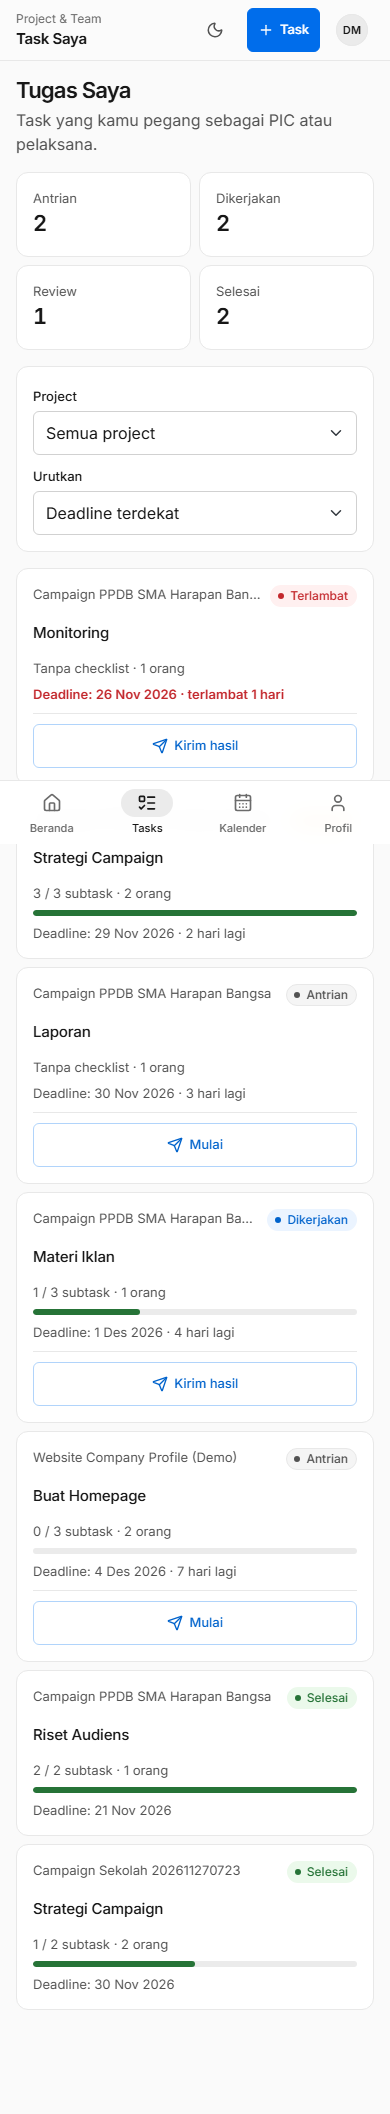 Project & Team
Task Saya
Task
DM
Tugas Saya
Task yang kamu pegang sebagai PIC atau
pelaksana.
Antrian
2
Dikerjakan
2
Review
1
Selesai
2
Project
Semua project
Urutkan
Deadline terdekat
Campaign PPDB SMA Harapan Ban...
Terlambat
Monitoring
Tanpa checklist · 1 orang
Deadline: 26 Nov 2026 · terlambat 1 hari
Kirim hasil
Beranda
Tasks
Kalender
Profil
Strategi Campaign
3 / 3 subtask · 2 orang
Deadline: 29 Nov 2026 · 2 hari lagi
Campaign PPDB SMA Harapan Bangsa
Antrian
Laporan
Tanpa checklist · 1 orang
Deadline: 30 Nov 2026 · 3 hari lagi
Mulai
Campaign PPDB SMA Harapan Ba...
Dikerjakan
Materi Iklan
1 / 3 subtask · 1 orang
Deadline: 1 Des 2026 · 4 hari lagi
Kirim hasil
Website Company Profile (Demo)
Antrian
Buat Homepage
0 / 3 subtask · 2 orang
Deadline: 4 Des 2026 · 7 hari lagi
Mulai
Campaign PPDB SMA Harapan Bangsa
Selesai
Riset Audiens
2 / 2 subtask · 1 orang
Deadline: 21 Nov 2026
Campaign Sekolah 202611270723
Selesai
Strategi Campaign
1 / 2 subtask · 2 orang
Deadline: 30 Nov 2026